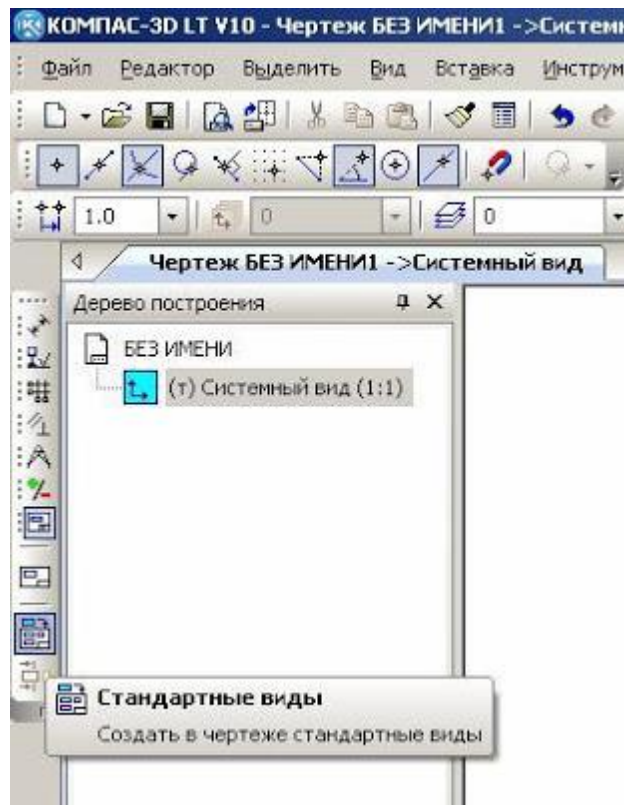 КОМПАС-3D LT V10 - Чертеж БЕЗ ИМЕНИ1 ->Систем
Файл Редактор Выделить Вид Вставка Инструм
1.0 0 0
Чертеж БЕЗ ИМЕНИ1 ->Системный вид
Дерево построения
БЕЗ ИМЕНИ
(т) Системный вид (1:1)
Стандартные виды
Создать в чертеже стандартные виды